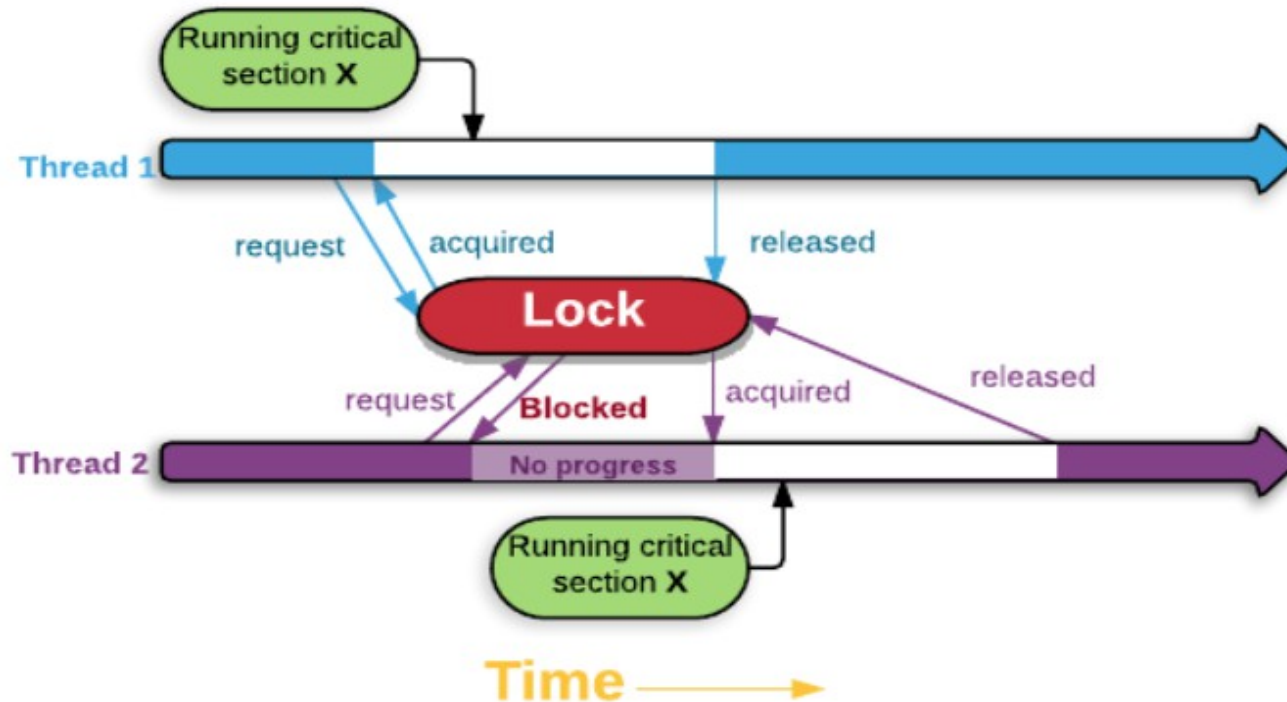 Running critical
section X
Thread 1
request
acquired
released
Lock
request
Blocked
acquired
released
Thread 2
No progress
Running critical
section X
Time